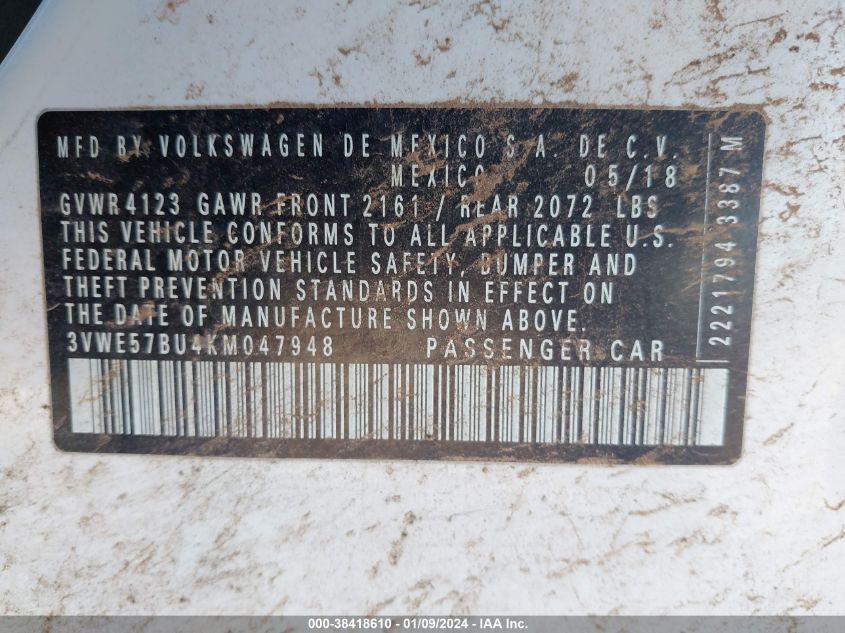 MFD BY VOLKSWAGEN DE MEXICO S.A. DE C.V.
MEXICO 05/18
GVWR 4123 GAWR FRONT 2161 / REAR 2072 LBS
THIS VEHICLE CONFORMS TO ALL APPLICABLE U.S.
FEDERAL MOTOR VEHICLE SAFETY, BUMPER AND
THEFT PREVENTION STANDARDS IN EFFECT ON
THE DATE OF MANUFACTURE SHOWN ABOVE.
3VWE57BU4KM047948 PASSENGER CAR
2221794 3387 M
000-38418610 - 01/09/2024 - IAA Inc.